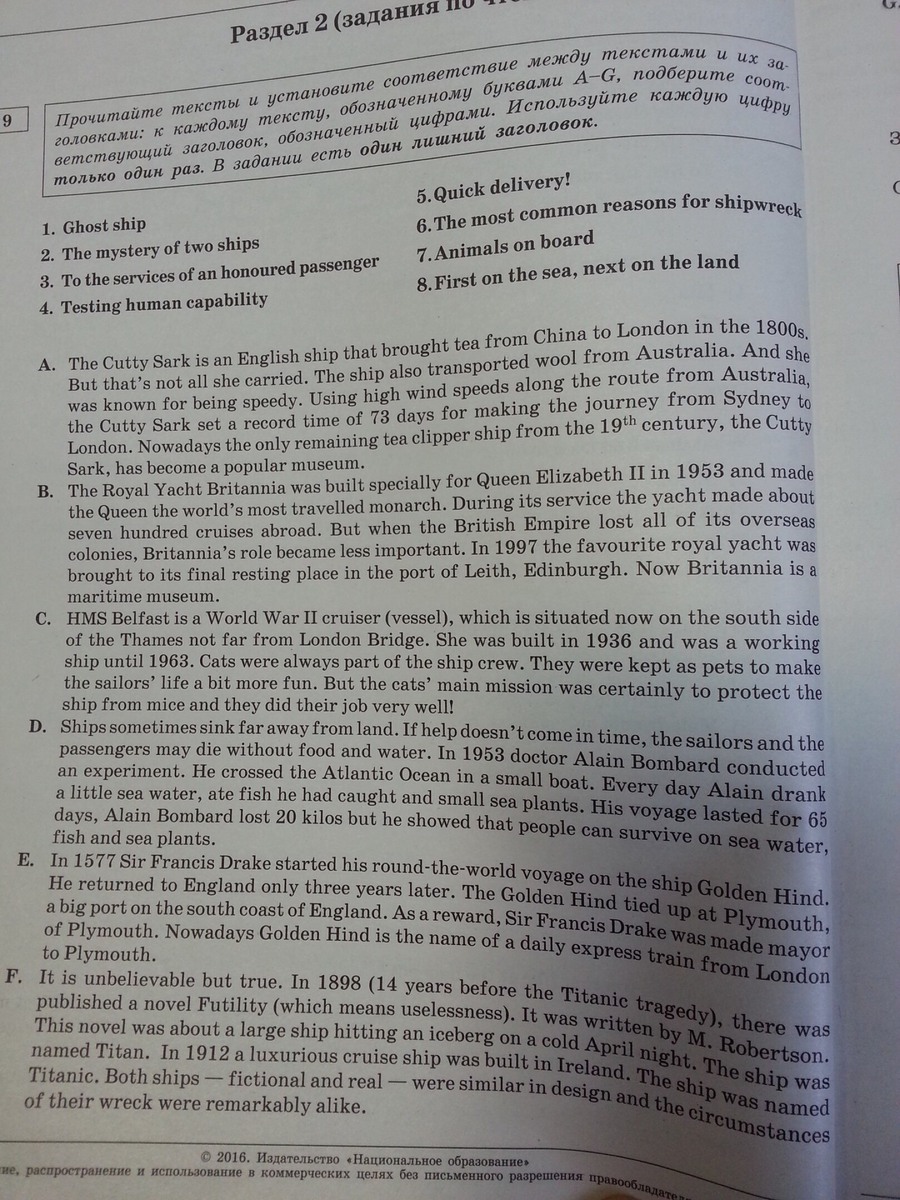 Раздел 2 (задания по
9
Прочитайте тексты и установите соответствие между текстами и их за-
головками: к каждому тексту, обозначенному буквами A–G, подберите соот-
ветствующий заголовок, обозначенный цифрами. Используйте каждую цифру
только один раз. В задании есть один лишний заголовок.
1. Ghost ship
2. The mystery of two ships
3. To the services of an honoured passenger
4. Testing human capability
5. Quick delivery!
6. The most common reasons for shipwreck
7. Animals on board
8. First on the sea, next on the land
A. The Cutty Sark is an English ship that brought tea from China to London in the 1800s.
But that's not all she carried. The ship also transported wool from Australia. And she
was known for being speedy. Using high wind speeds along the route from Australia,
the Cutty Sark set a record time of 73 days for making the journey from Sydney to
London. Nowadays the only remaining tea clipper ship from the 19th century, the Cutty
Sark, has become a popular museum.
B. The Royal Yacht Britannia was built specially for Queen Elizabeth II in 1953 and made
the Queen the world's most travelled monarch. During its service the yacht made about
seven hundred cruises abroad. But when the British Empire lost all of its overseas
colonies, Britannia's role became less important. In 1997 the favourite royal yacht was
brought to its final resting place in the port of Leith, Edinburgh. Now Britannia is a
maritime museum.
C. HMS Belfast is a World War II cruiser (vessel), which is situated now on the south side
of the Thames not far from London Bridge. She was built in 1936 and was a working
ship until 1963. Cats were always part of the ship crew. They were kept as pets to make
the sailors' life a bit more fun. But the cats' main mission was certainly to protect the
ship from mice and they did their job very well!
D. Ships sometimes sink far away from land. If help doesn't come in time, the sailors and the
passengers may die without food and water. In 1953 doctor Alain Bombard conducted
an experiment. He crossed the Atlantic Ocean in a small boat. Every day Alain drank
a little sea water, ate fish he had caught and small sea plants. His voyage lasted for 65
days, Alain Bombard lost 20 kilos but he showed that people can survive on sea water,
fish and sea plants.
E. In 1577 Sir Francis Drake started his round-the-world voyage on the ship Golden Hind.
He returned to England only three years later. The Golden Hind tied up at Plymouth,
a big port on the south coast of England. As a reward, Sir Francis Drake was made mayor
of Plymouth. Nowadays Golden Hind is the name of a daily express train from London
to Plymouth.
F. It is unbelievable but true. In 1898 (14 years before the Titanic tragedy), there was
published a novel Futility (which means uselessness). It was written by M. Robertson.
This novel was about a large ship hitting an iceberg on a cold April night. The ship was
named Titan. In 1912 a luxurious cruise ship was built in Ireland. The ship was named
Titanic. Both ships — fictional and real — were similar in design and the circumstances
of their wreck were remarkably alike.
© 2016. Издательство «Национальное образование»
распространение и использование в коммерческих целях без письменного разрешения